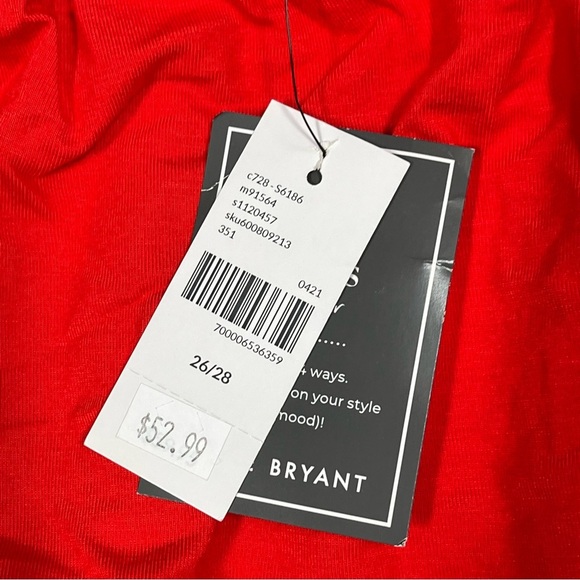 c728 - S6186
m91564
s1120457
sku600809213
351
0421
700006536359
26/28
$52.99
S
ways.
on your style
mood)!
BRYANT